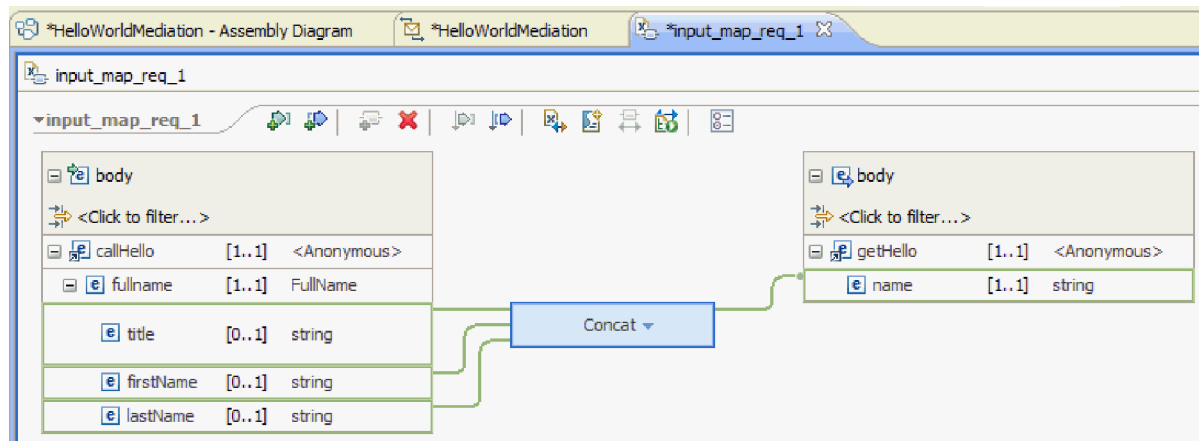 *HelloWorldMediation - Assembly Diagram *HelloWorldMediation *input_map_req_1
input_map_req_1
input_map_req_1
body
<Click to filter...>
callHello [1..1] <Anonymous>
fullname [1..1] FullName
title [0..1] string
firstName [0..1] string
lastName [0..1] string
Concat
body
<Click to filter...>
getHello [1..1] <Anonymous>
name [1..1] string